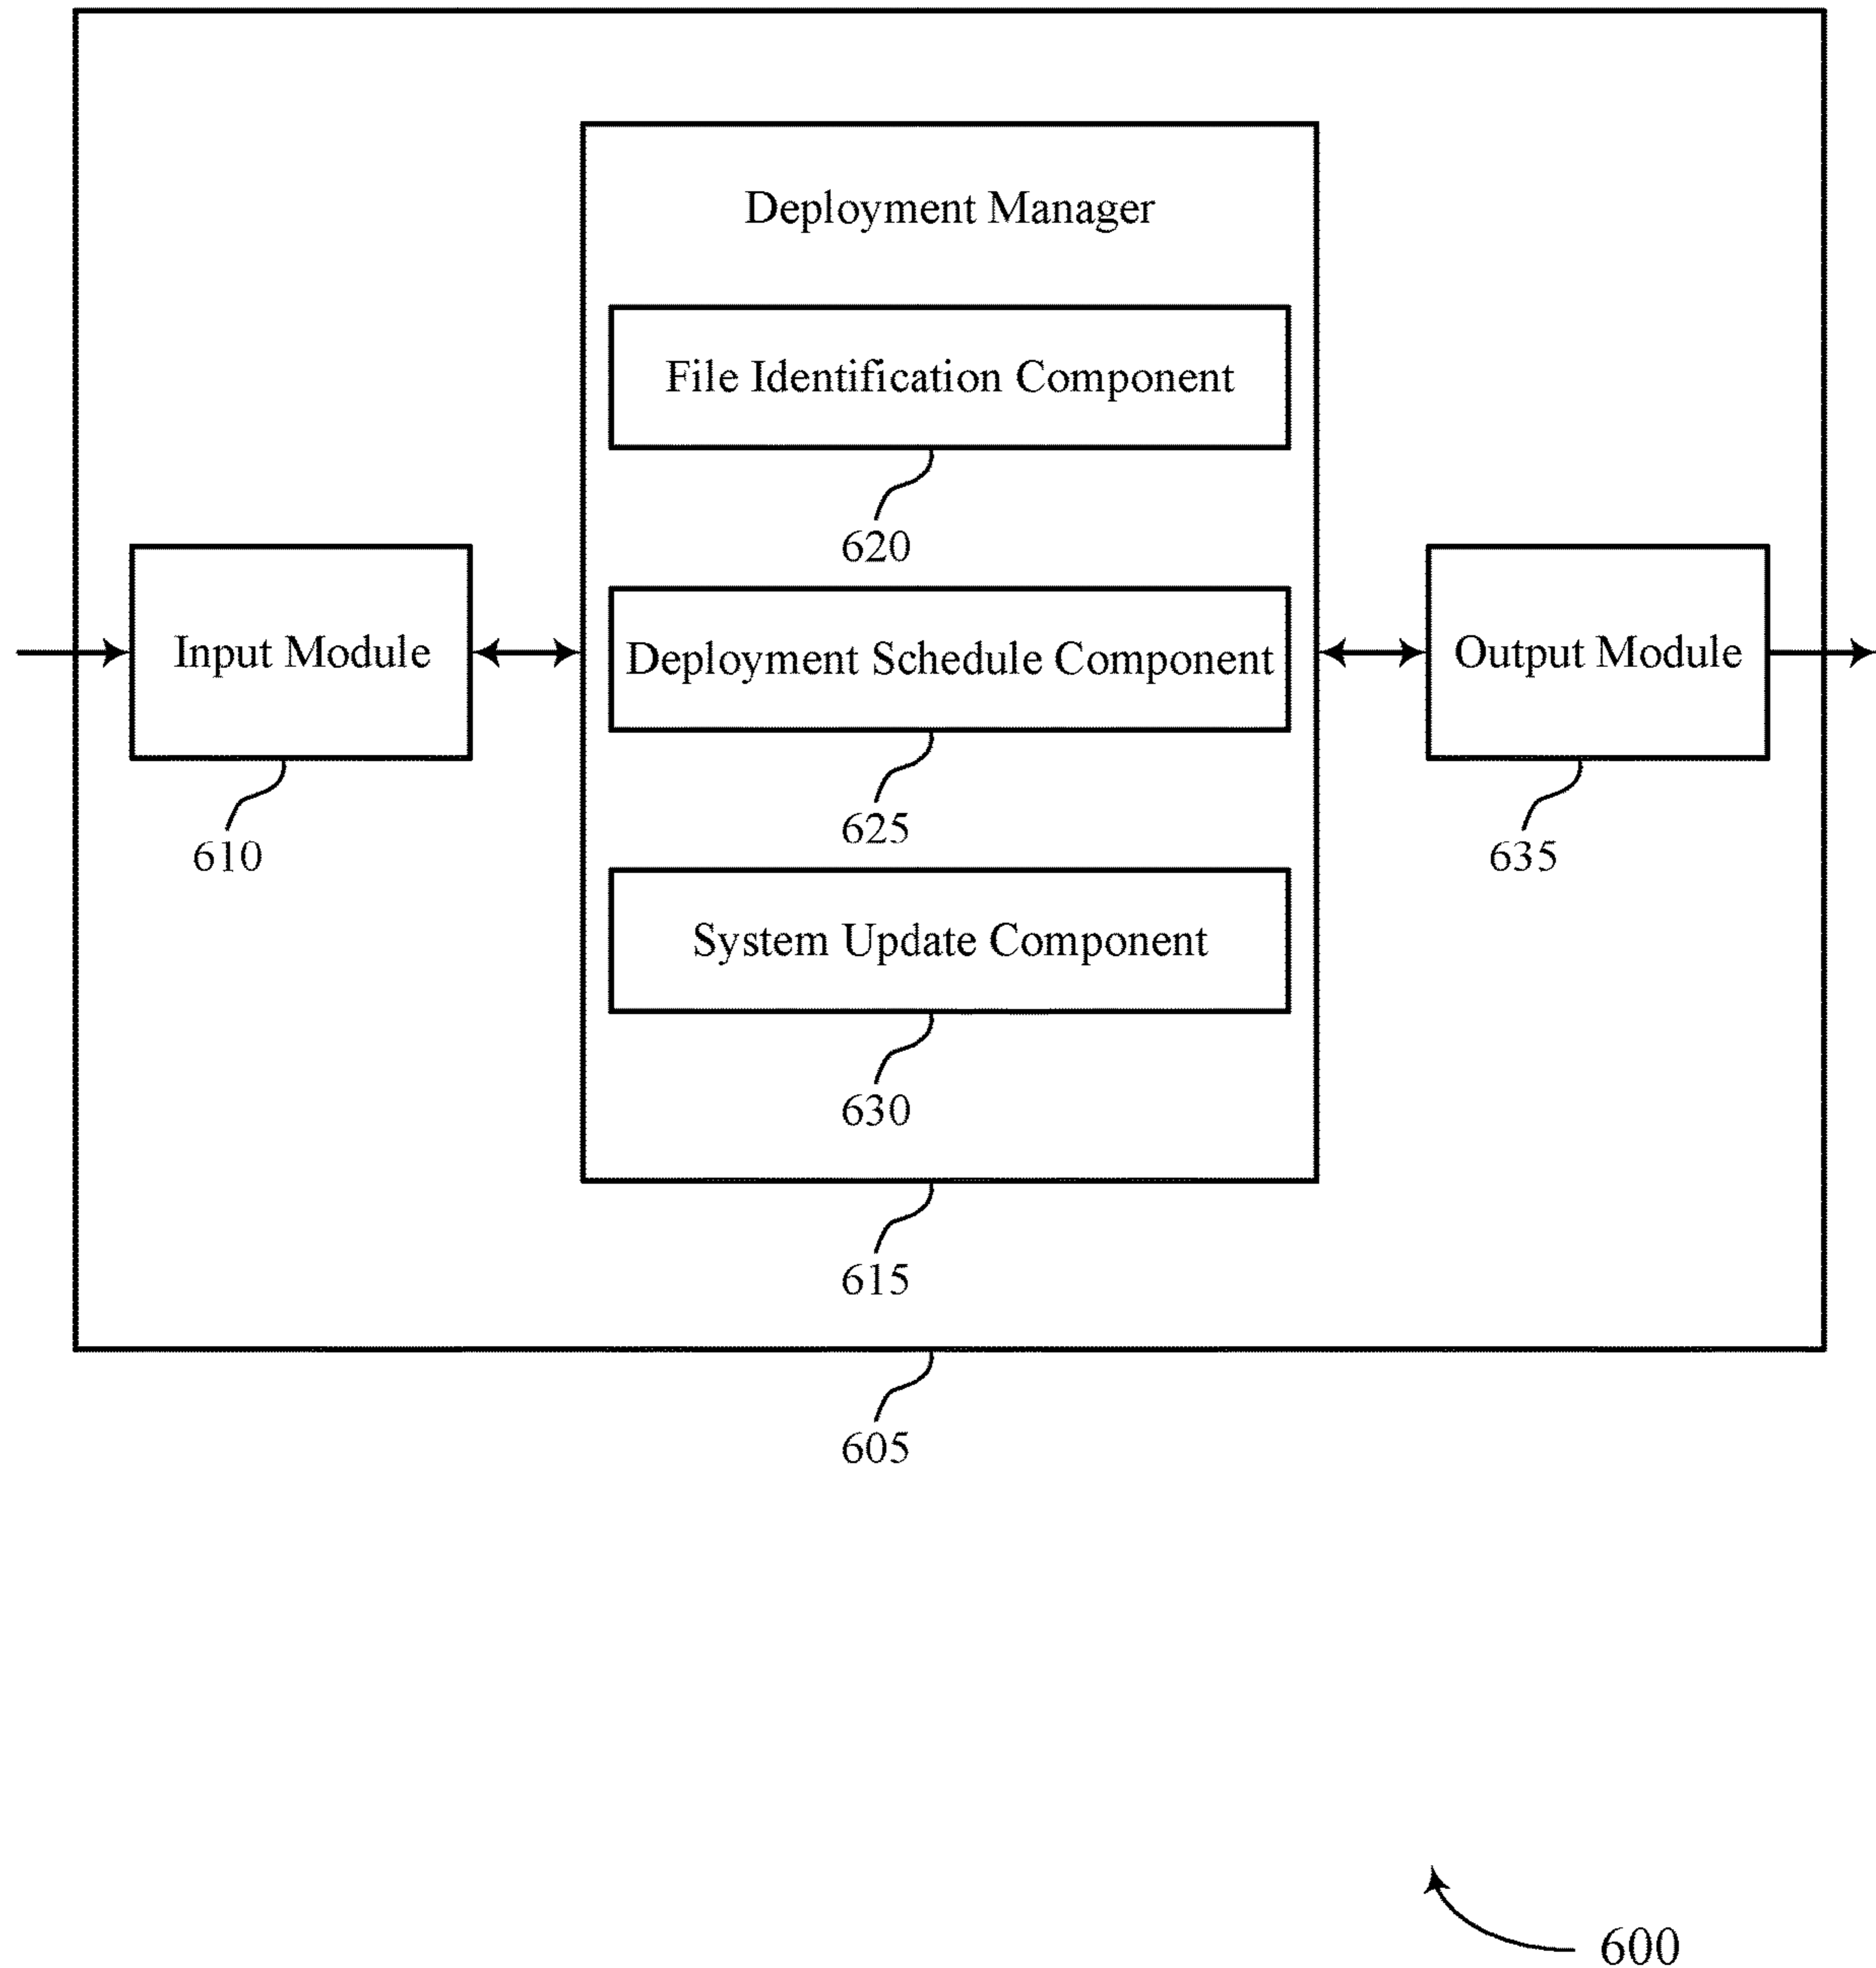 Deployment Manager
File Identification Component
620
Input Module
Deployment Schedule Component
Output Module
625
610
635
System Update Component
630
615
605
600